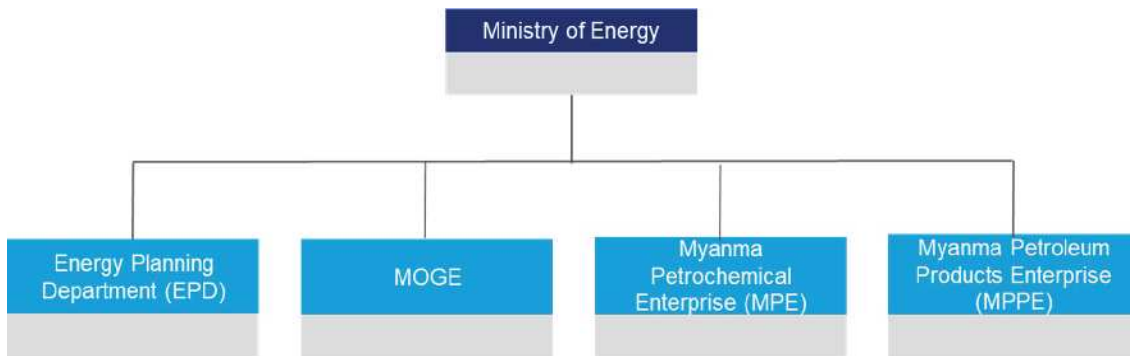 Ministry of Energy
Energy Planning
Department (EPD)
MOGE
Myanma
Petrochemical
Enterprise (MPE)
Myanma Petroleum
Products Enterprise
(MPPE)